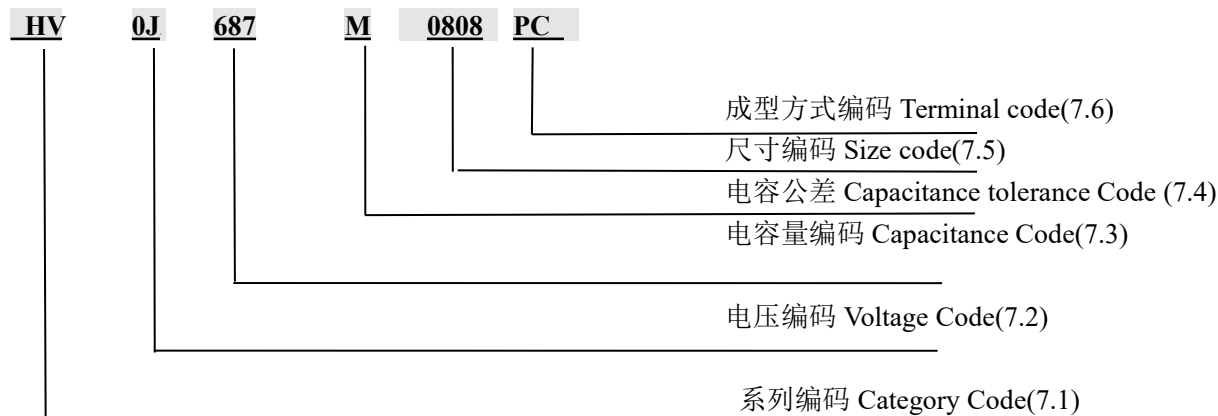 HV 0J 687 M 0808 PC
成型方式编码 Terminal code(7.6)
尺寸编码 Size code(7.5)
电容公差 Capacitance tolerance Code (7.4)
电容量编码 Capacitance Code(7.3)
电压编码 Voltage Code(7.2)
系列编码 Category Code(7.1)